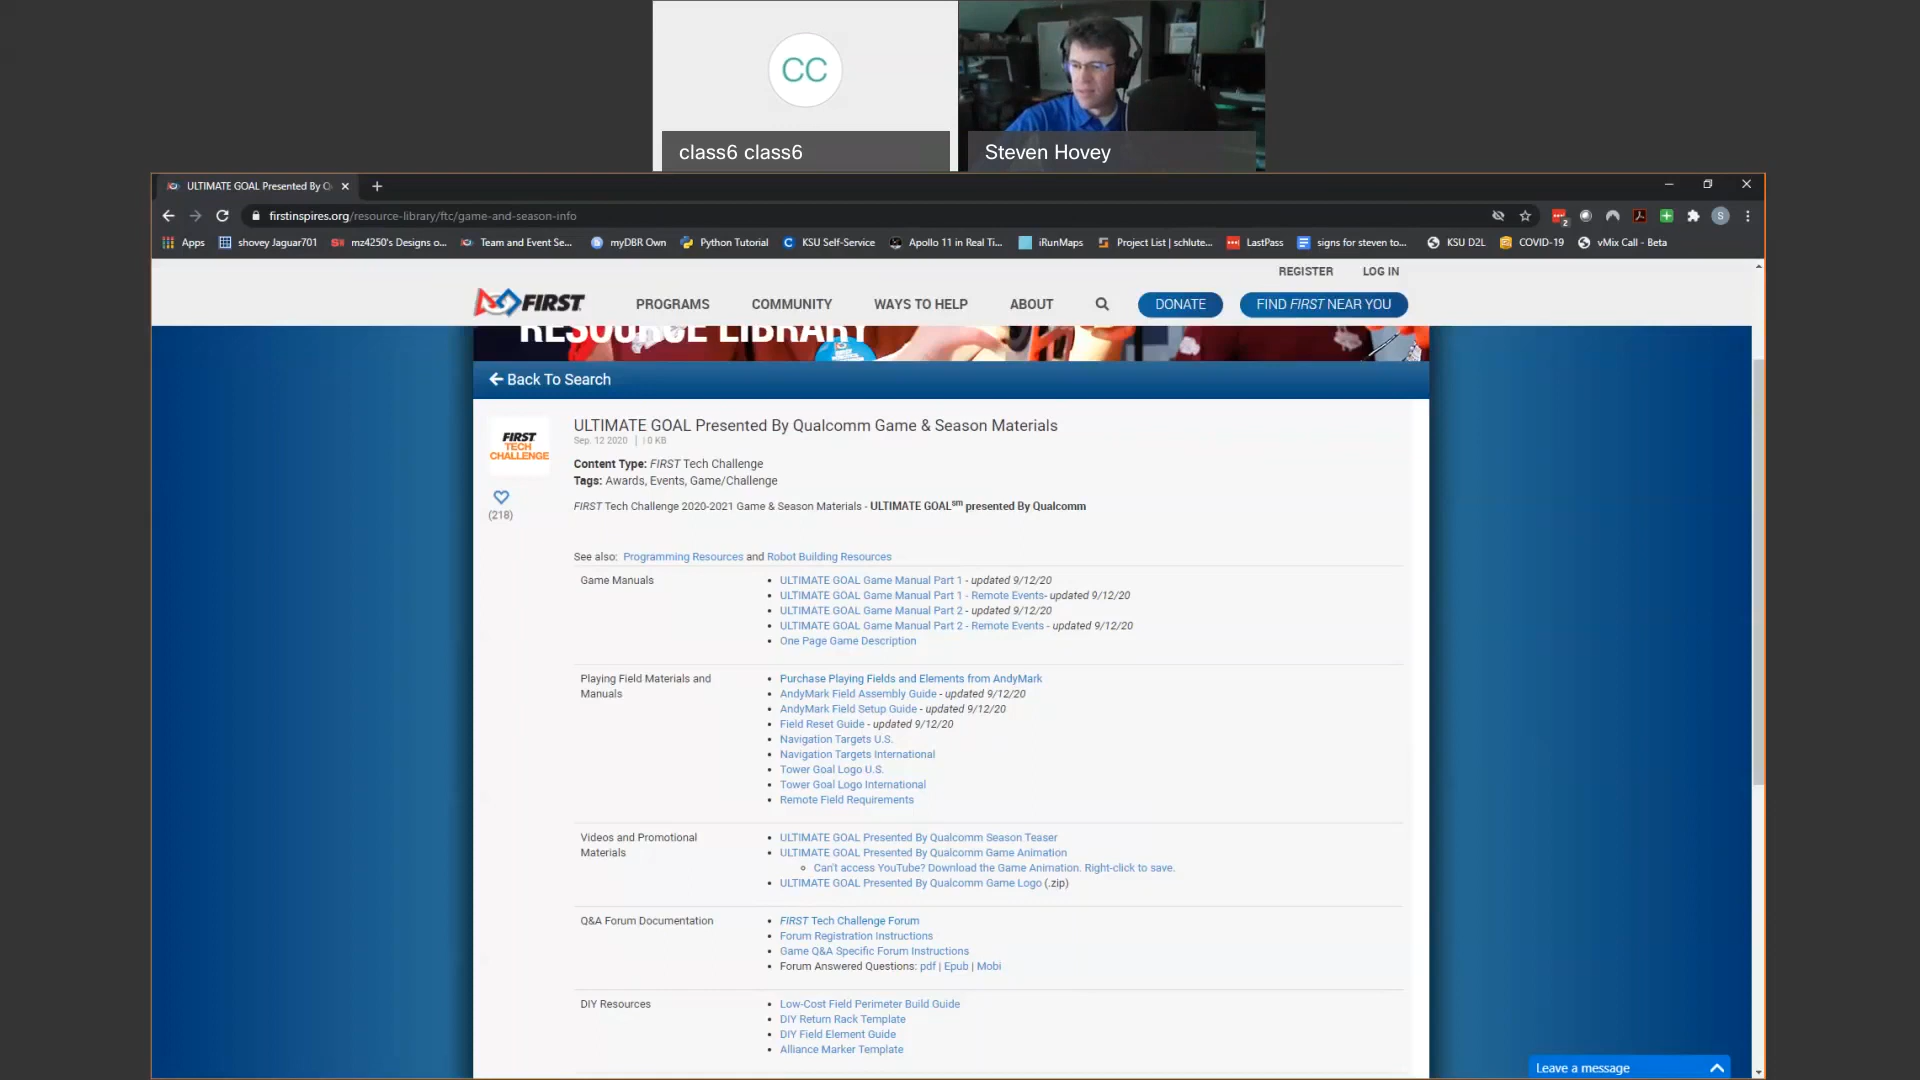 CC
class6 class6
Steven Hovey
ULTIMATE GOAL Presented By Q
firstinspires.org/resource-library/ftc/game-and-season-info
Apps shovey Jaguar701 mz4250's Designs o... Team and Event Se... myDBR Own Python Tutorial KSU Self-Service Apollo 11 in Real Ti... iRunMaps Project List | schlute... LastPass signs for steven to... KSU D2L COVID-19 vMix Call - Beta
REGISTER LOG IN
FIRST PROGRAMS COMMUNITY WAYS TO HELP ABOUT DONATE FIND FIRST NEAR YOU
RESOURCE LIBRARY
Back To Search
FIRST
TECH
CHALLENGE
(218)
ULTIMATE GOAL Presented By Qualcomm Game & Season Materials
Sep. 12 2020 | | 0 KB
Content Type: FIRST Tech Challenge
Tags: Awards, Events, Game/Challenge
FIRST Tech Challenge 2020-2021 Game & Season Materials - ULTIMATE GOALsm presented By Qualcomm
See also: Programming Resources and Robot Building Resources
Game Manuals
• ULTIMATE GOAL Game Manual Part 1 - updated 9/12/20
• ULTIMATE GOAL Game Manual Part 1 - Remote Events- updated 9/12/20
• ULTIMATE GOAL Game Manual Part 2 - updated 9/12/20
• ULTIMATE GOAL Game Manual Part 2 - Remote Events - updated 9/12/20
• One Page Game Description
Playing Field Materials and
Manuals
• Purchase Playing Fields and Elements from AndyMark
• AndyMark Field Assembly Guide - updated 9/12/20
• AndyMark Field Setup Guide - updated 9/12/20
• Field Reset Guide - updated 9/12/20
• Navigation Targets U.S.
• Navigation Targets International
• Tower Goal Logo U.S.
• Tower Goal Logo International
• Remote Field Requirements
Videos and Promotional
Materials
• ULTIMATE GOAL Presented By Qualcomm Season Teaser
• ULTIMATE GOAL Presented By Qualcomm Game Animation
Can't access YouTube? Download the Game Animation. Right-click to save.
• ULTIMATE GOAL Presented By Qualcomm Game Logo (.zip)
Q&A Forum Documentation
• FIRST Tech Challenge Forum
• Forum Registration Instructions
• Game Q&A Specific Forum Instructions
• Forum Answered Questions: pdf | Epub | Mobi
DIY Resources
• Low-Cost Field Perimeter Build Guide
• DIY Return Rack Template
• DIY Field Element Guide
• Alliance Marker Template
Leave a message